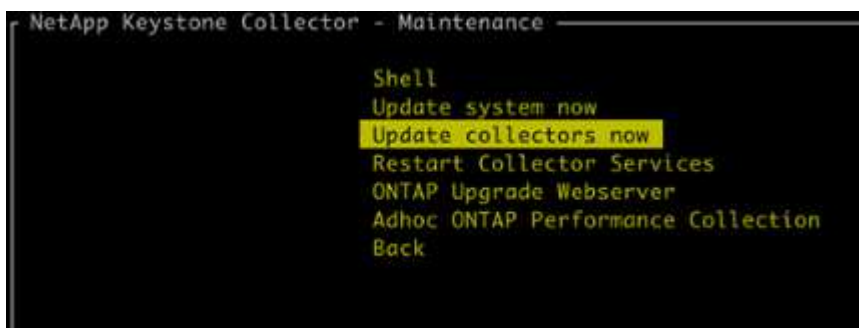 NetApp Keystone Collector - Maintenance
Shell
Update system now
Update collectors now
Restart Collector Services
ONTAP Upgrade Webserver
Adhoc ONTAP Performance Collection
Back